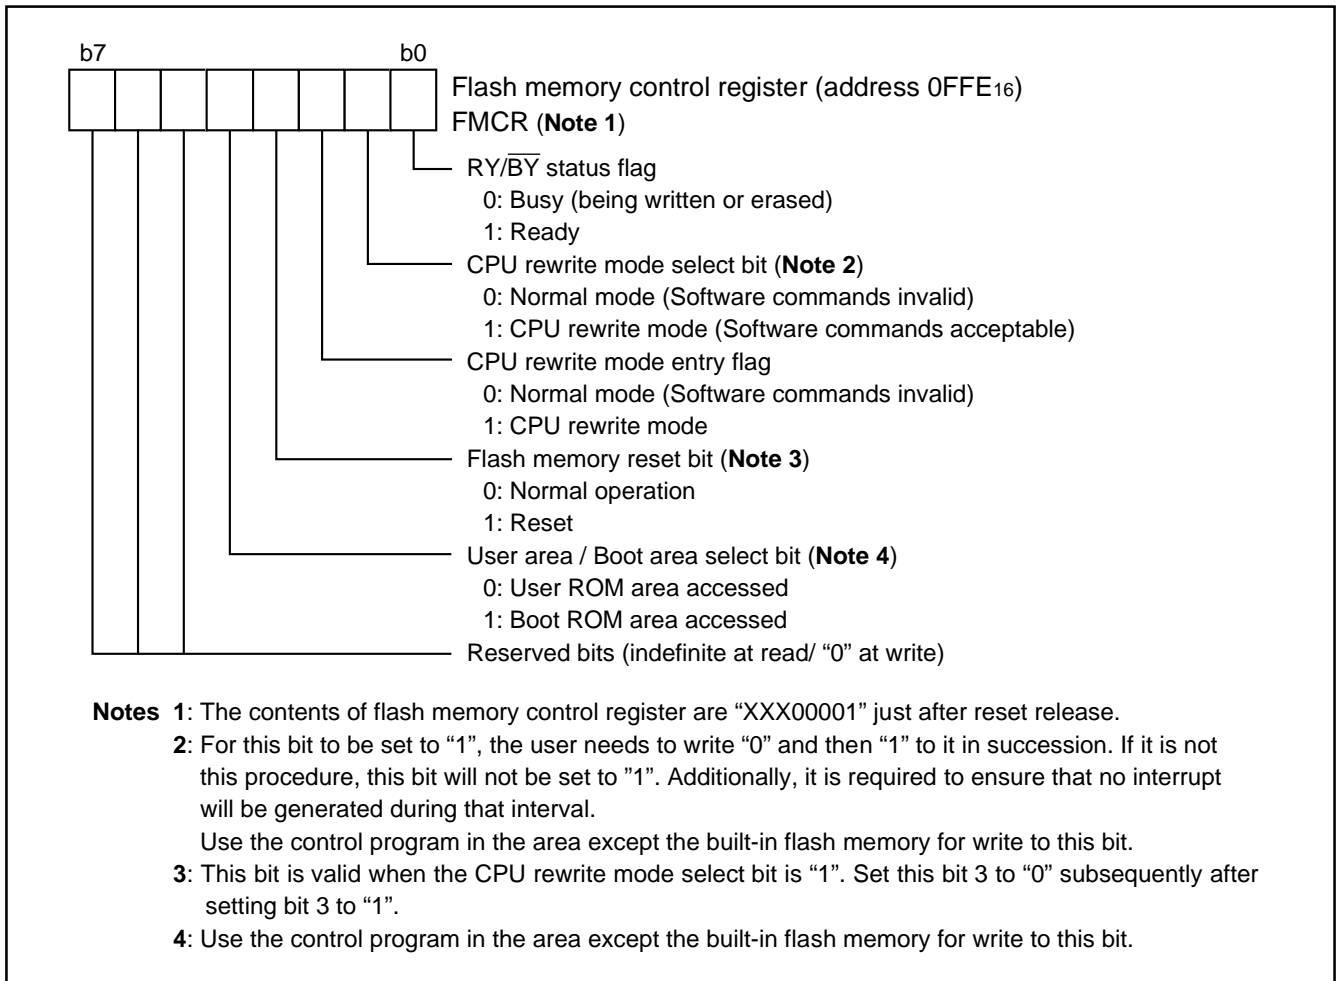 b7 b0
Flash memory control register (address 0FFE16)
FMCR (Note 1)
RY/BY status flag
0: Busy (being written or erased)
1: Ready
CPU rewrite mode select bit (Note 2)
0: Normal mode (Software commands invalid)
1: CPU rewrite mode (Software commands acceptable)
CPU rewrite mode entry flag
0: Normal mode (Software commands invalid)
1: CPU rewrite mode
Flash memory reset bit (Note 3)
0: Normal operation
1: Reset
User area / Boot area select bit (Note 4)
0: User ROM area accessed
1: Boot ROM area accessed
Reserved bits (indefinite at read/ “0” at write)
Notes 1: The contents of flash memory control register are “XXX00001” just after reset release.
2: For this bit to be set to “1”, the user needs to write “0” and then “1” to it in succession. If it is not
this procedure, this bit will not be set to ”1”. Additionally, it is required to ensure that no interrupt
will be generated during that interval.
Use the control program in the area except the built-in flash memory for write to this bit.
3: This bit is valid when the CPU rewrite mode select bit is “1”. Set this bit 3 to “0” subsequently after
setting bit 3 to “1”.
4: Use the control program in the area except the built-in flash memory for write to this bit.